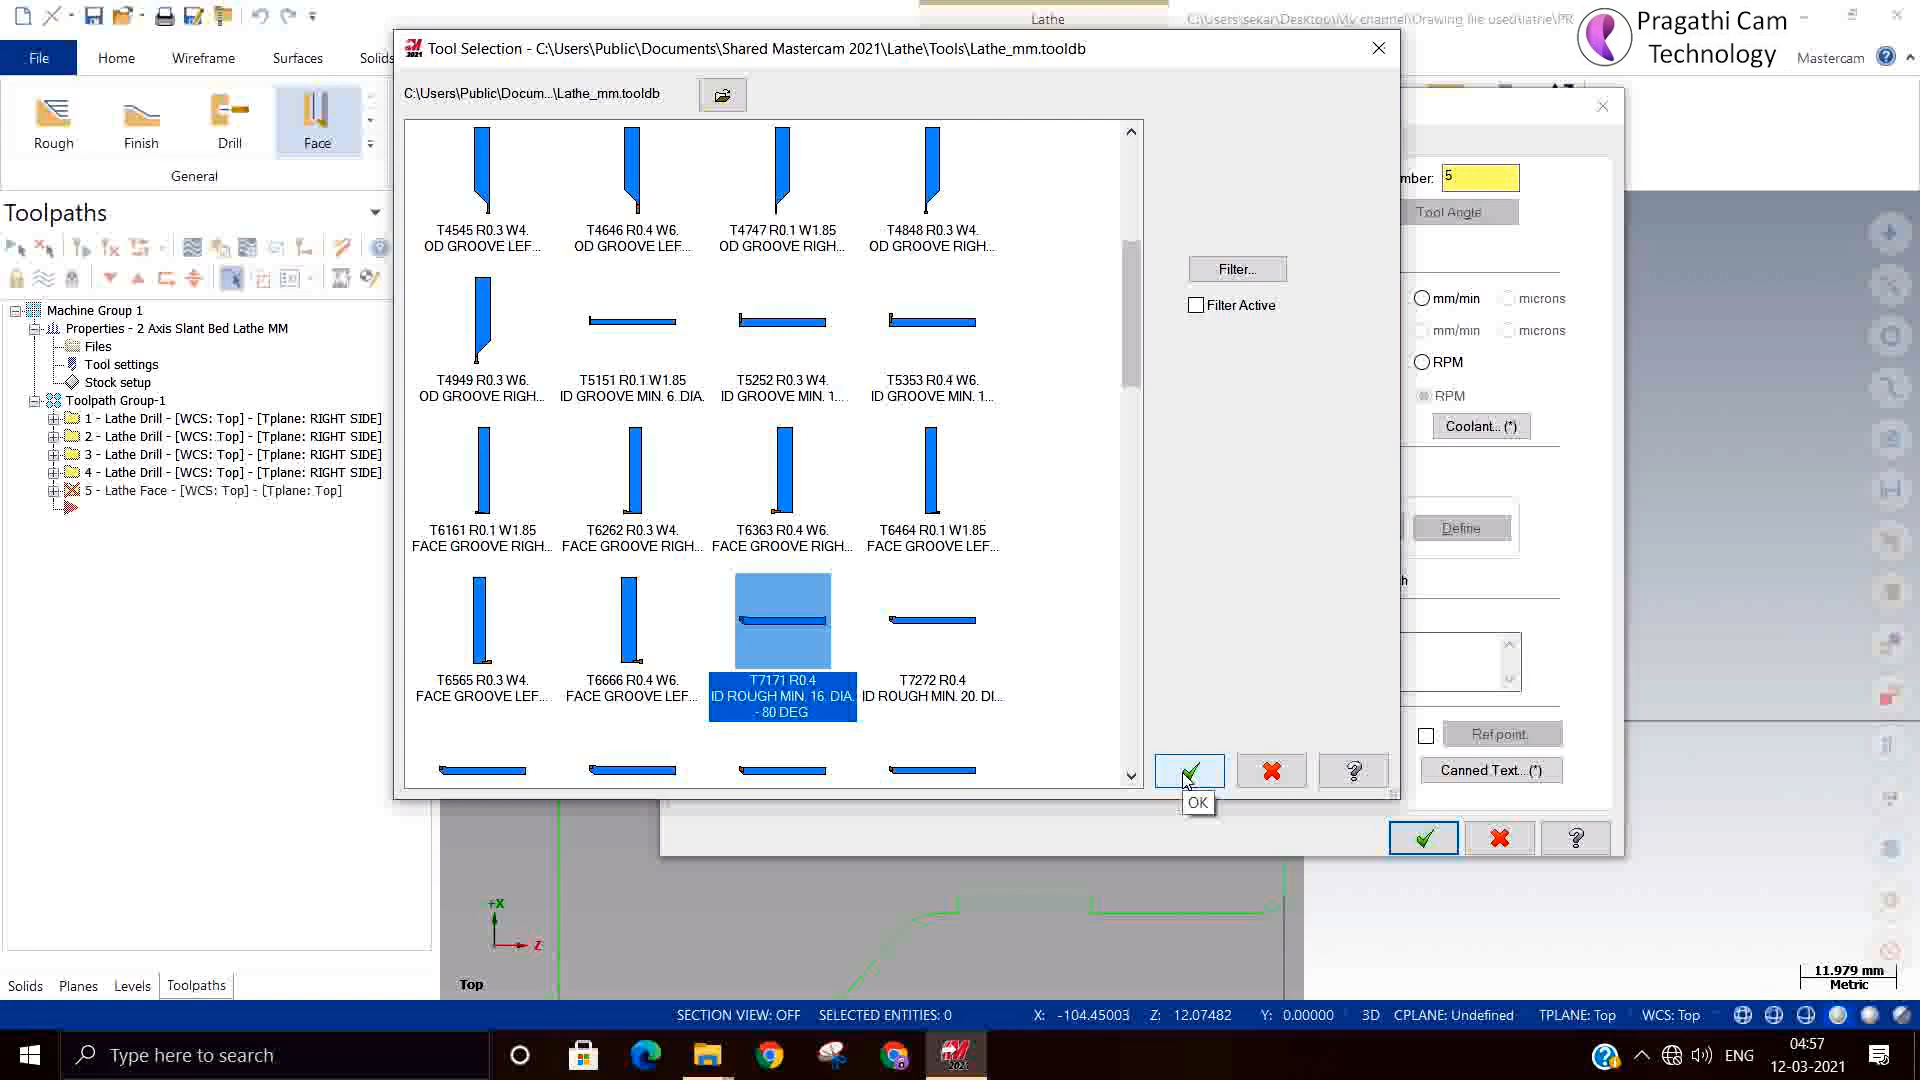 Lathe
C:\Users\sekar\Desktop\My channel\Drawing file used\lathe\PR
Pragathi Cam
Technology
File
Home
Wireframe
Surfaces
Solids
Mastercam
Tool Selection - C:\Users\Public\Documents\Shared Mastercam 2021\Lathe\Tools\Lathe_mm.tooldb
C:\Users\Public\Docum...\Lathe_mm.tooldb
Rough
Finish
Drill
Face
General
Toolpaths
Machine Group 1
Properties - 2 Axis Slant Bed Lathe MM
Files
Tool settings
Stock setup
Toolpath Group-1
1 - Lathe Drill - [WCS: Top] - [Tplane: RIGHT SIDE]
2 - Lathe Drill - [WCS: Top] - [Tplane: RIGHT SIDE]
3 - Lathe Drill - [WCS: Top] - [Tplane: RIGHT SIDE]
4 - Lathe Drill - [WCS: Top] - [Tplane: RIGHT SIDE]
5 - Lathe Face - [WCS: Top] - [Tplane: Top]
T4545 R0.3 W4.
OD GROOVE LEF...
T4646 R0.4 W6.
OD GROOVE LEF...
T4747 R0.1 W1.85
OD GROOVE RIGH...
T4848 R0.3 W4.
OD GROOVE RIGH...
T4949 R0.3 W6.
OD GROOVE RIGH...
T5151 R0.1 W1.85
ID GROOVE MIN. 6. DIA.
T5252 R0.3 W4.
ID GROOVE MIN. 1...
T5353 R0.4 W6.
ID GROOVE MIN. 1...
T6161 R0.1 W1.85
FACE GROOVE RIGH...
T6262 R0.3 W4.
FACE GROOVE RIGH...
T6363 R0.4 W6.
FACE GROOVE RIGH...
T6464 R0.1 W1.85
FACE GROOVE LEF...
T6565 R0.3 W4.
FACE GROOVE LEF...
T6666 R0.4 W6.
FACE GROOVE LEF...
T7171 R0.4
ID ROUGH MIN. 16. DIA.
- 80 DEG
T7272 R0.4
ID ROUGH MIN. 20. DI...
Filter...
Filter Active
OK
mber: 5
Tool Angle...
mm/min
microns
mm/min
microns
RPM
RPM
Coolant... (*)
Define
h
Ref point...
Canned Text... (*)
+X
Z
Top
11.979 mm
Metric
Solids
Planes
Levels
Toolpaths
SECTION VIEW: OFF
SELECTED ENTITIES: 0
X: -104.45003
Z: 12.07482
Y: 0.00000
3D
CPLANE: Undefined
TPLANE: Top
WCS: Top
Type here to search
2021
ENG
04:57
12-03-2021